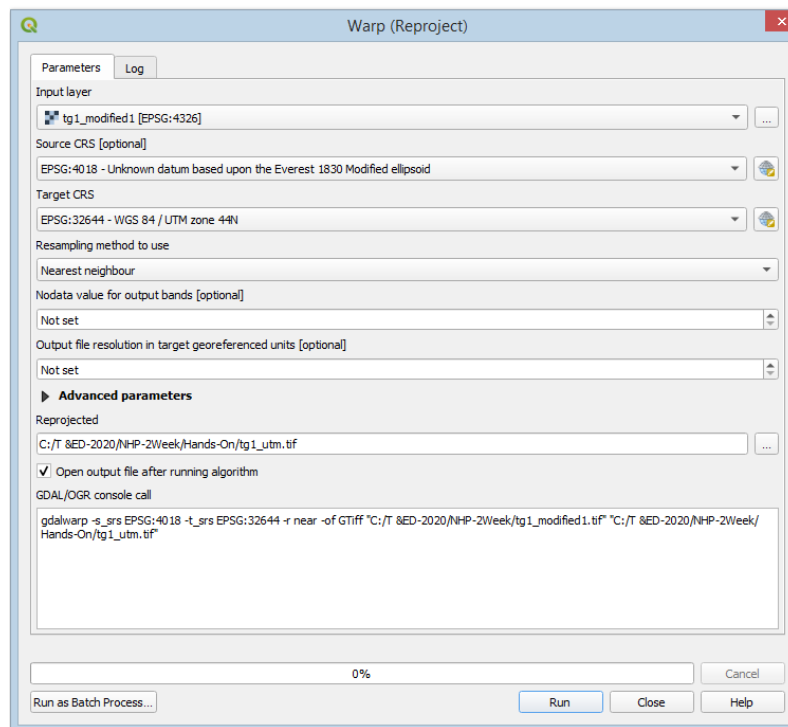 Warp (Reproject)
Parameters
Log
Input layer
tg1_modified1 [EPSG:4326]
...
Source CRS [optional]
EPSG:4018 - Unknown datum based upon the Everest 1830 Modified ellipsoid
Target CRS
EPSG:32644 - WGS 84 / UTM zone 44N
Resampling method to use
Nearest neighbour
Nodata value for output bands [optional]
Not set
Output file resolution in target georeferenced units [optional]
Not set
Advanced parameters
Reprojected
C:/T &ED-2020/NHP-2Week/Hands-On/tg1_utm.tif
...
Open output file after running algorithm
GDAL/OGR console call
gdalwarp -s_srs EPSG:4018 -t_srs EPSG:32644 -r near -of GTiff "C:/T &ED-2020/NHP-2Week/tg1_modified1.tif" "C:/T &ED-2020/NHP-2Week/
Hands-On/tg1_utm.tif"
0%
Cancel
Run as Batch Process...
Run
Close
Help